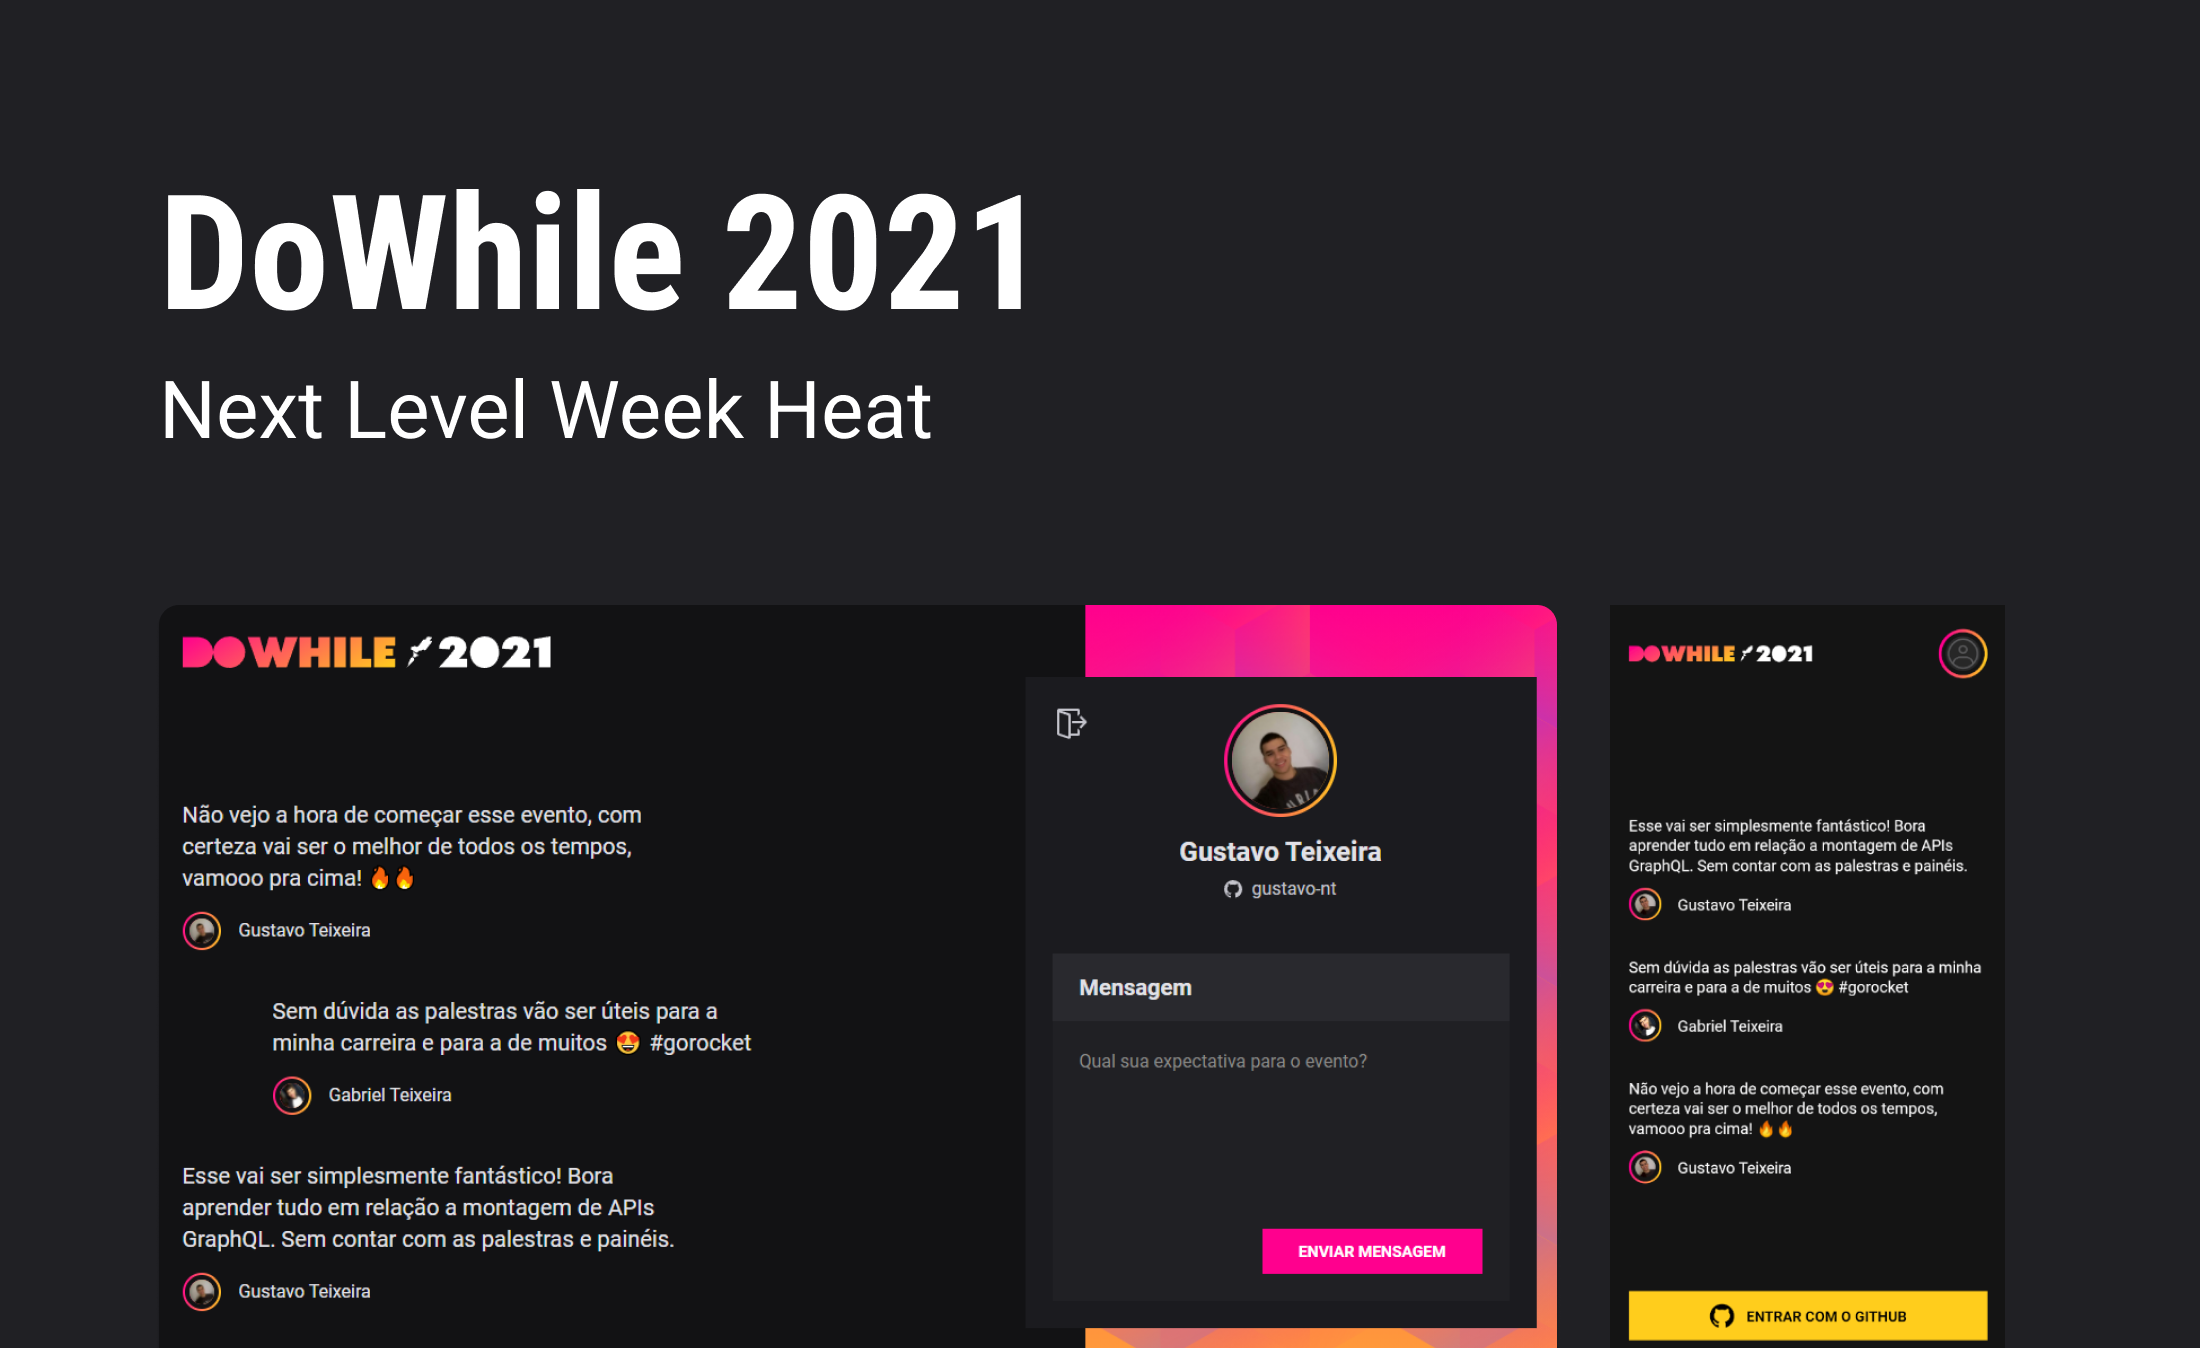 DoWhile 2021
Next Level Week Heat
DOWHILE 2021
Não vejo a hora de começar esse evento, com
certeza vai ser o melhor de todos os tempos,
vamooo pra cima! 🔥🔥
Gustavo Teixeira
Sem dúvida as palestras vão ser úteis para a
minha carreira e para a de muitos 😍 #gorocket
Gabriel Teixeira
Esse vai ser simplesmente fantástico! Bora
aprender tudo em relação a montagem de APIs
GraphQL. Sem contar com as palestras e painéis.
Gustavo Teixeira
Gustavo Teixeira
gustavo-nt
Mensagem
Qual sua expectativa para o evento?
ENVIAR MENSAGEM
DOWHILE 2021
Esse vai ser simplesmente fantástico! Bora
aprender tudo em relação a montagem de APIs
GraphQL. Sem contar com as palestras e painéis.
Gustavo Teixeira
Sem dúvida as palestras vão ser úteis para a minha
carreira e para a de muitos 😍 #gorocket
Gabriel Teixeira
Não vejo a hora de começar esse evento, com
certeza vai ser o melhor de todos os tempos,
vamooo pra cima! 🔥🔥
Gustavo Teixeira
ENTRAR COM O GITHUB